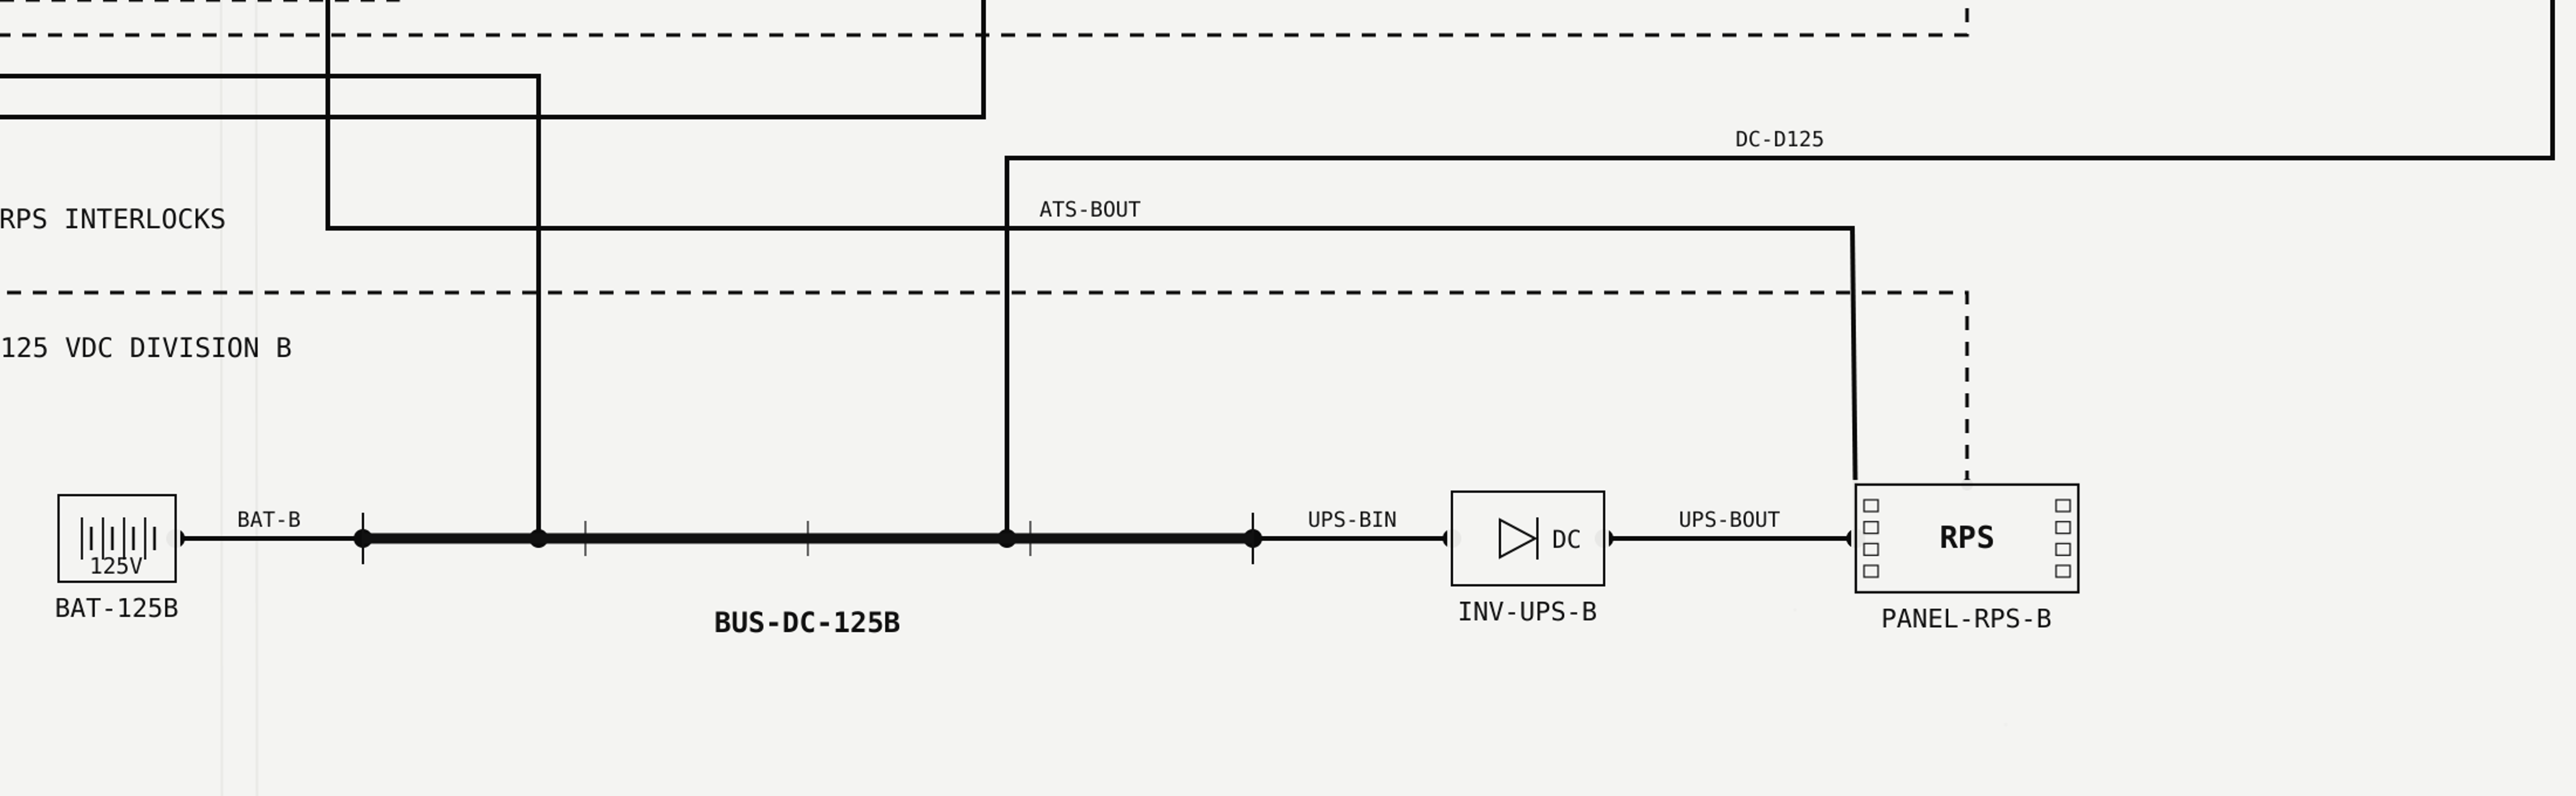 DC-D125
ATS-BOUT
RPS INTERLOCKS
125 VDC DIVISION B
BAT-B
UPS-BIN
UPS-BOUT
DC
RPS
125V
BAT-125B
BUS-DC-125B
INV-UPS-B
PANEL-RPS-B